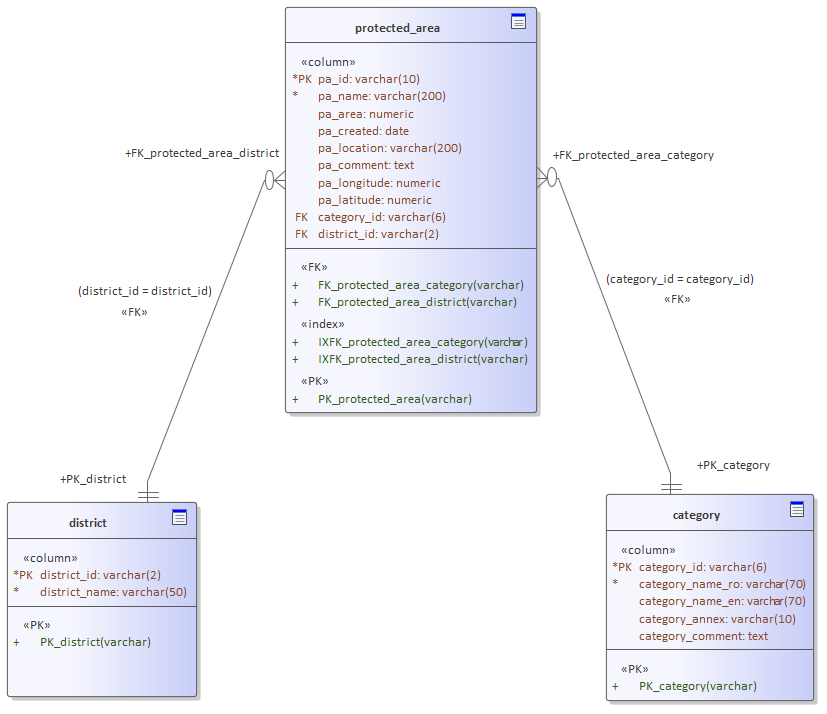 protected_area
«column»
*PK pa_id: varchar(10)
* pa_name: varchar(200)
pa_area: numeric
pa_created: date
pa_location: varchar(200)
pa_comment: text
pa_longitude: numeric
pa_latitude: numeric
FK category_id: varchar(6)
FK district_id: varchar(2)
«FK»
+ FK_protected_area_category(varchar)
+ FK_protected_area_district(varchar)
«index»
+ IXFK_protected_area_category(varchar)
+ IXFK_protected_area_district(varchar)
«PK»
+ PK_protected_area(varchar)
+FK_protected_area_district
(district_id = district_id)
«FK»
+PK_district
+FK_protected_area_category
(category_id = category_id)
«FK»
+PK_category
district
«column»
*PK district_id: varchar(2)
* district_name: varchar(50)
«PK»
+ PK_district(varchar)
category
«column»
*PK category_id: varchar(6)
* category_name_ro: varchar(70)
category_name_en: varchar(70)
category_annex: varchar(10)
category_comment: text
«PK»
+ PK_category(varchar)